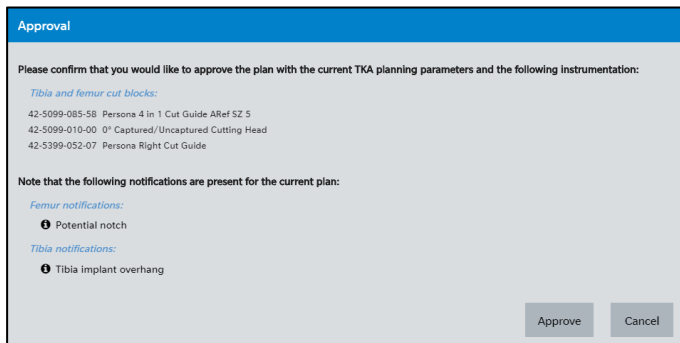 Approval
Please confirm that you would like to approve the plan with the current TKA planning parameters and the following instrumentation:
Tibia and femur cut blocks:
42-5099-085-58 Persona 4 in 1 Cut Guide ARef SZ 5
42-5099-010-00 0° Captured/Uncaptured Cutting Head
42-5399-052-07 Persona Right Cut Guide
Note that the following notifications are present for the current plan:
Femur notifications:
Potential notch
Tibia notifications:
Tibia implant overhang
Approve Cancel